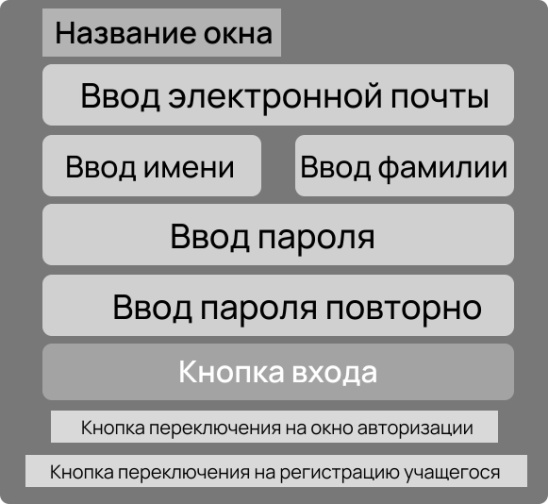 Название окна
Ввод электронной почты
Ввод имени
Ввод фамилии
Ввод пароля
Ввод пароля повторно
Кнопка входа
Кнопка переключения на окно авторизации
Кнопка переключения на регистрацию учащегося